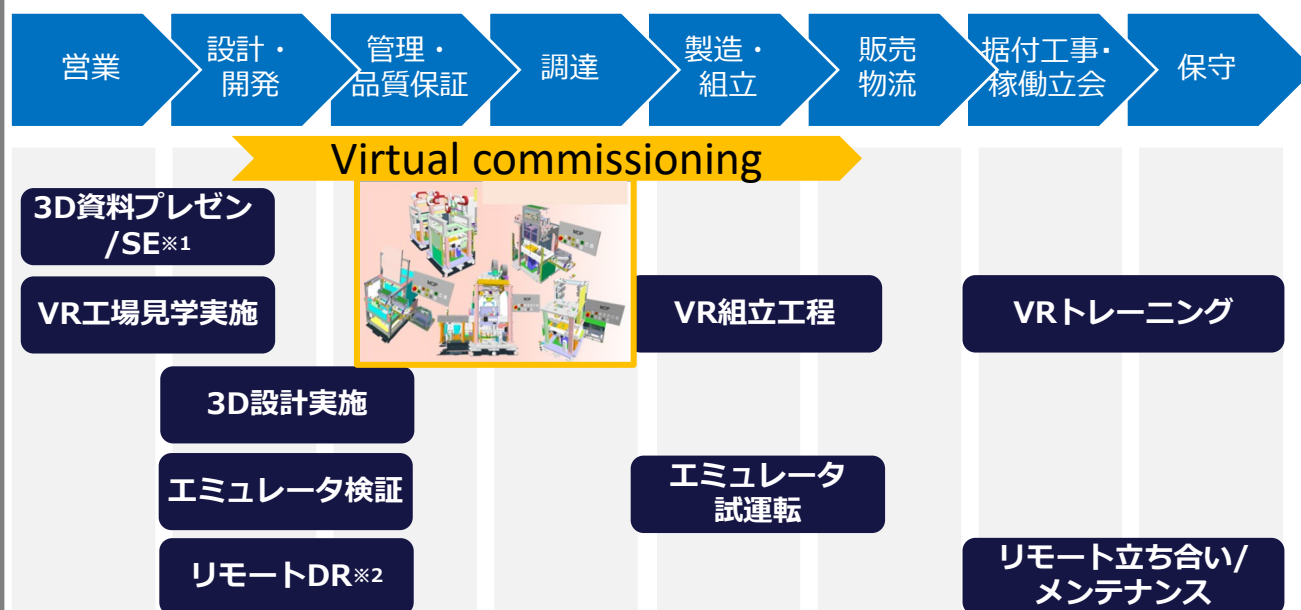 営業
設計・
開発
管理・
品質保証
調達
製造・
組立
販売
物流
据付工事・
稼働立会
保守
Virtual commissioning
3D資料プレゼン
/SE※1
VR工場見学実施
VR組立工程
VRトレーニング
3D設計実施
エミュレータ検証
エミュレータ
試運転
リモートDR※2
リモート立ち合い/
メンテナンス